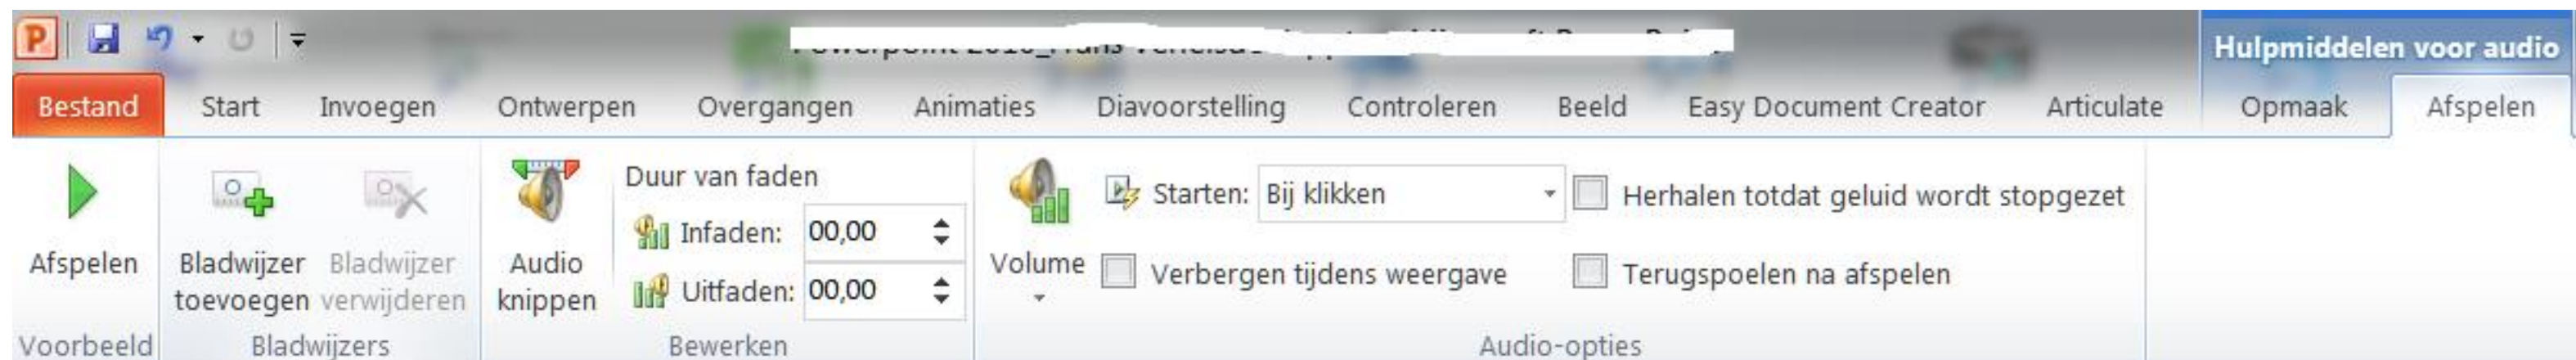 Hulpmiddelen voor audio
Bestand Start Invoegen Ontwerpen Overgangen Animaties Diavoorstelling Controleren Beeld Easy Document Creator Articulate Opmaak Afspelen
Afspelen
Voorbeeld
Bladwijzer toevoegen
Bladwijzer verwijderen
Bladwijzers
Audio knippen
Duur van faden
Infaden: 00,00
Uitfaden: 00,00
Bewerken
Volume
Starten: Bij klikken
Verbergen tijdens weergave
Herhalen totdat geluid wordt stopgezet
Terugspoelen na afspelen
Audio-opties